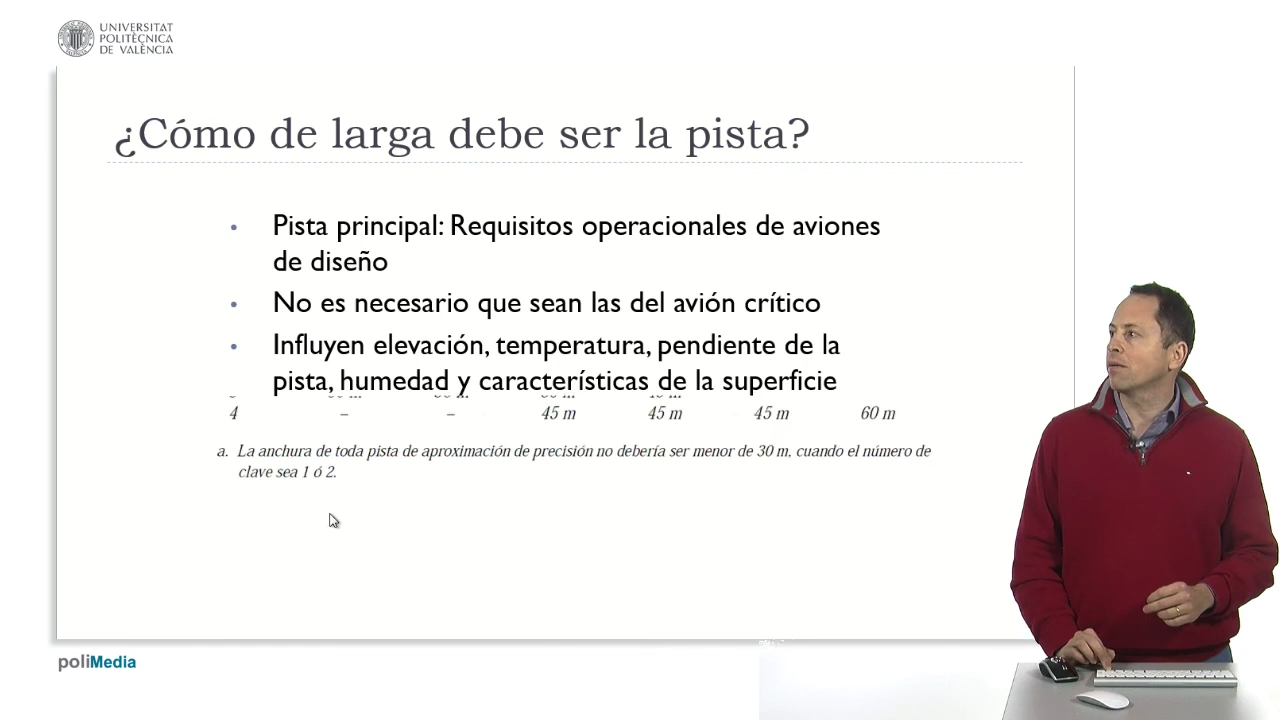 UNIVERSITAT
POLITÈCNICA
DE VALÈNCIA
¿Cómo de larga debe ser la pista?
• Pista principal: Requisitos operacionales de aviones
de diseño
• No es necesario que sean las del avión crítico
• Influyen elevación, temperatura, pendiente de la
pista, humedad y características de la superficie
4 – – 45 m 45 m 45 m 60 m
a. La anchura de toda pista de aproximación de precisión no debería ser menor de 30 m, cuando el número de
clave sea 1 ó 2.
poliMedia